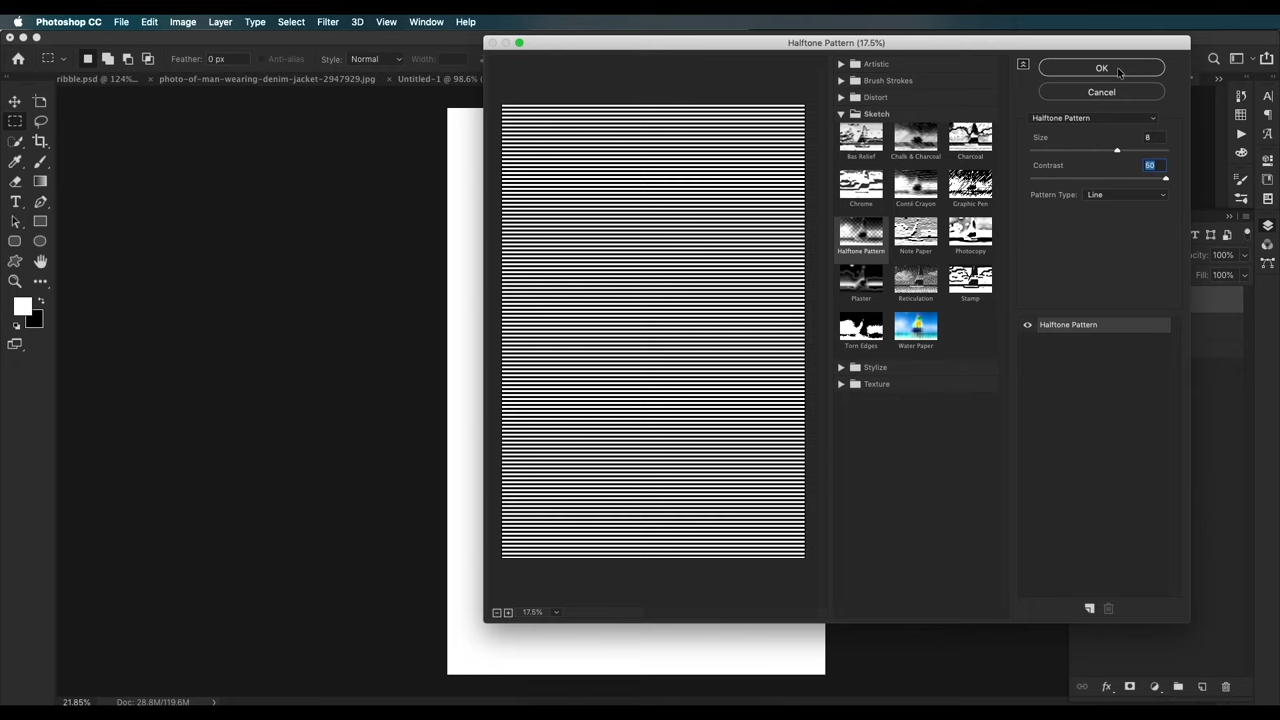 Photoshop CC File Edit Image Layer Type Select Filter 3D View Window Help
Halftone Pattern (17.5%)
Feather: 0 px Anti-alias Style: Normal Width:
ribble.psd @ 124%... × photo-of-man-wearing-denim-jacket-2947929.jpg × Untitled-1 @ 98.6%
Artistic
Brush Strokes
Distort
Sketch
Bas Relief Chalk & Charcoal Charcoal
Chrome Conté Crayon Graphic Pen
Halftone Pattern Note Paper Photocopy
Plaster Reticulation Stamp
Torn Edges Water Paper
Stylize
Texture
OK
Cancel
Halftone Pattern
Size 8
Contrast 50
Pattern Type: Line
Halftone Pattern
acity: 100%
Fill: 100%
17.5%
21.85% Doc: 28.8M/119.6M